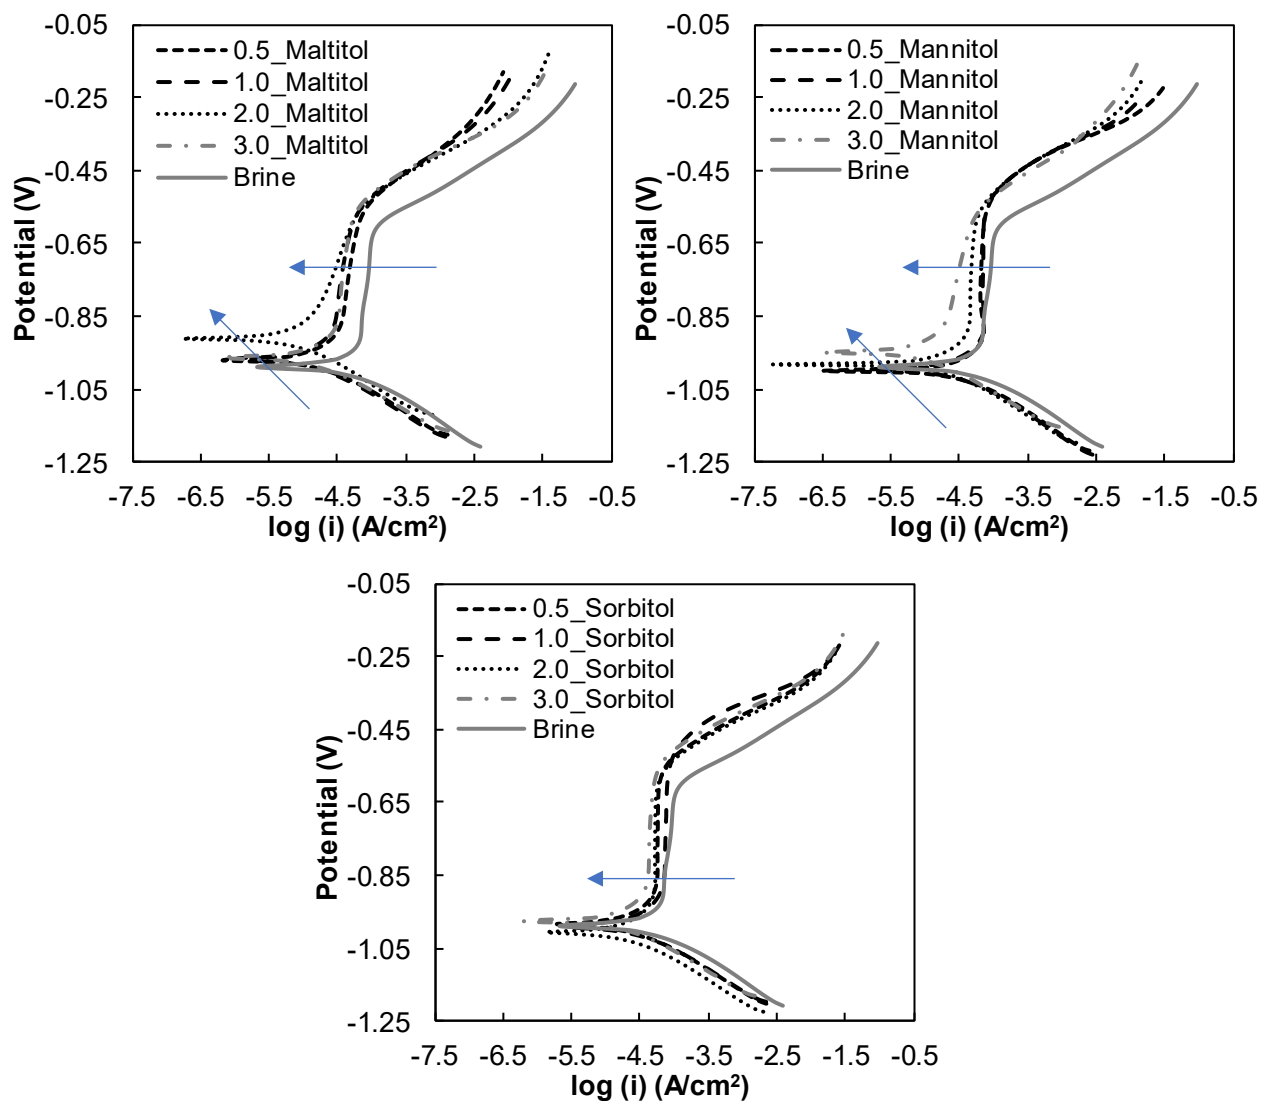 -0.05
-0.25
-0.45
-0.65
-0.85
-1.05
-1.25
Potential (V)
0.5_Maltitol
1.0_Maltitol
2.0_Maltitol
3.0_Maltitol
Brine
-7.5 -6.5 -5.5 -4.5 -3.5 -2.5 -1.5 -0.5
log (i) (A/cm²)
-0.05
-0.25
-0.45
-0.65
-0.85
-1.05
-1.25
Potential (V)
0.5_Mannitol
1.0_Mannitol
2.0_Mannitol
3.0_Mannitol
Brine
-7.5 -6.5 -5.5 -4.5 -3.5 -2.5 -1.5 -0.5
log (i) (A/cm²)
-0.05
-0.25
-0.45
-0.65
-0.85
-1.05
-1.25
Potential (V)
0.5_Sorbitol
1.0_Sorbitol
2.0_Sorbitol
3.0_Sorbitol
Brine
-7.5 -6.5 -5.5 -4.5 -3.5 -2.5 -1.5 -0.5
log (i) (A/cm²)